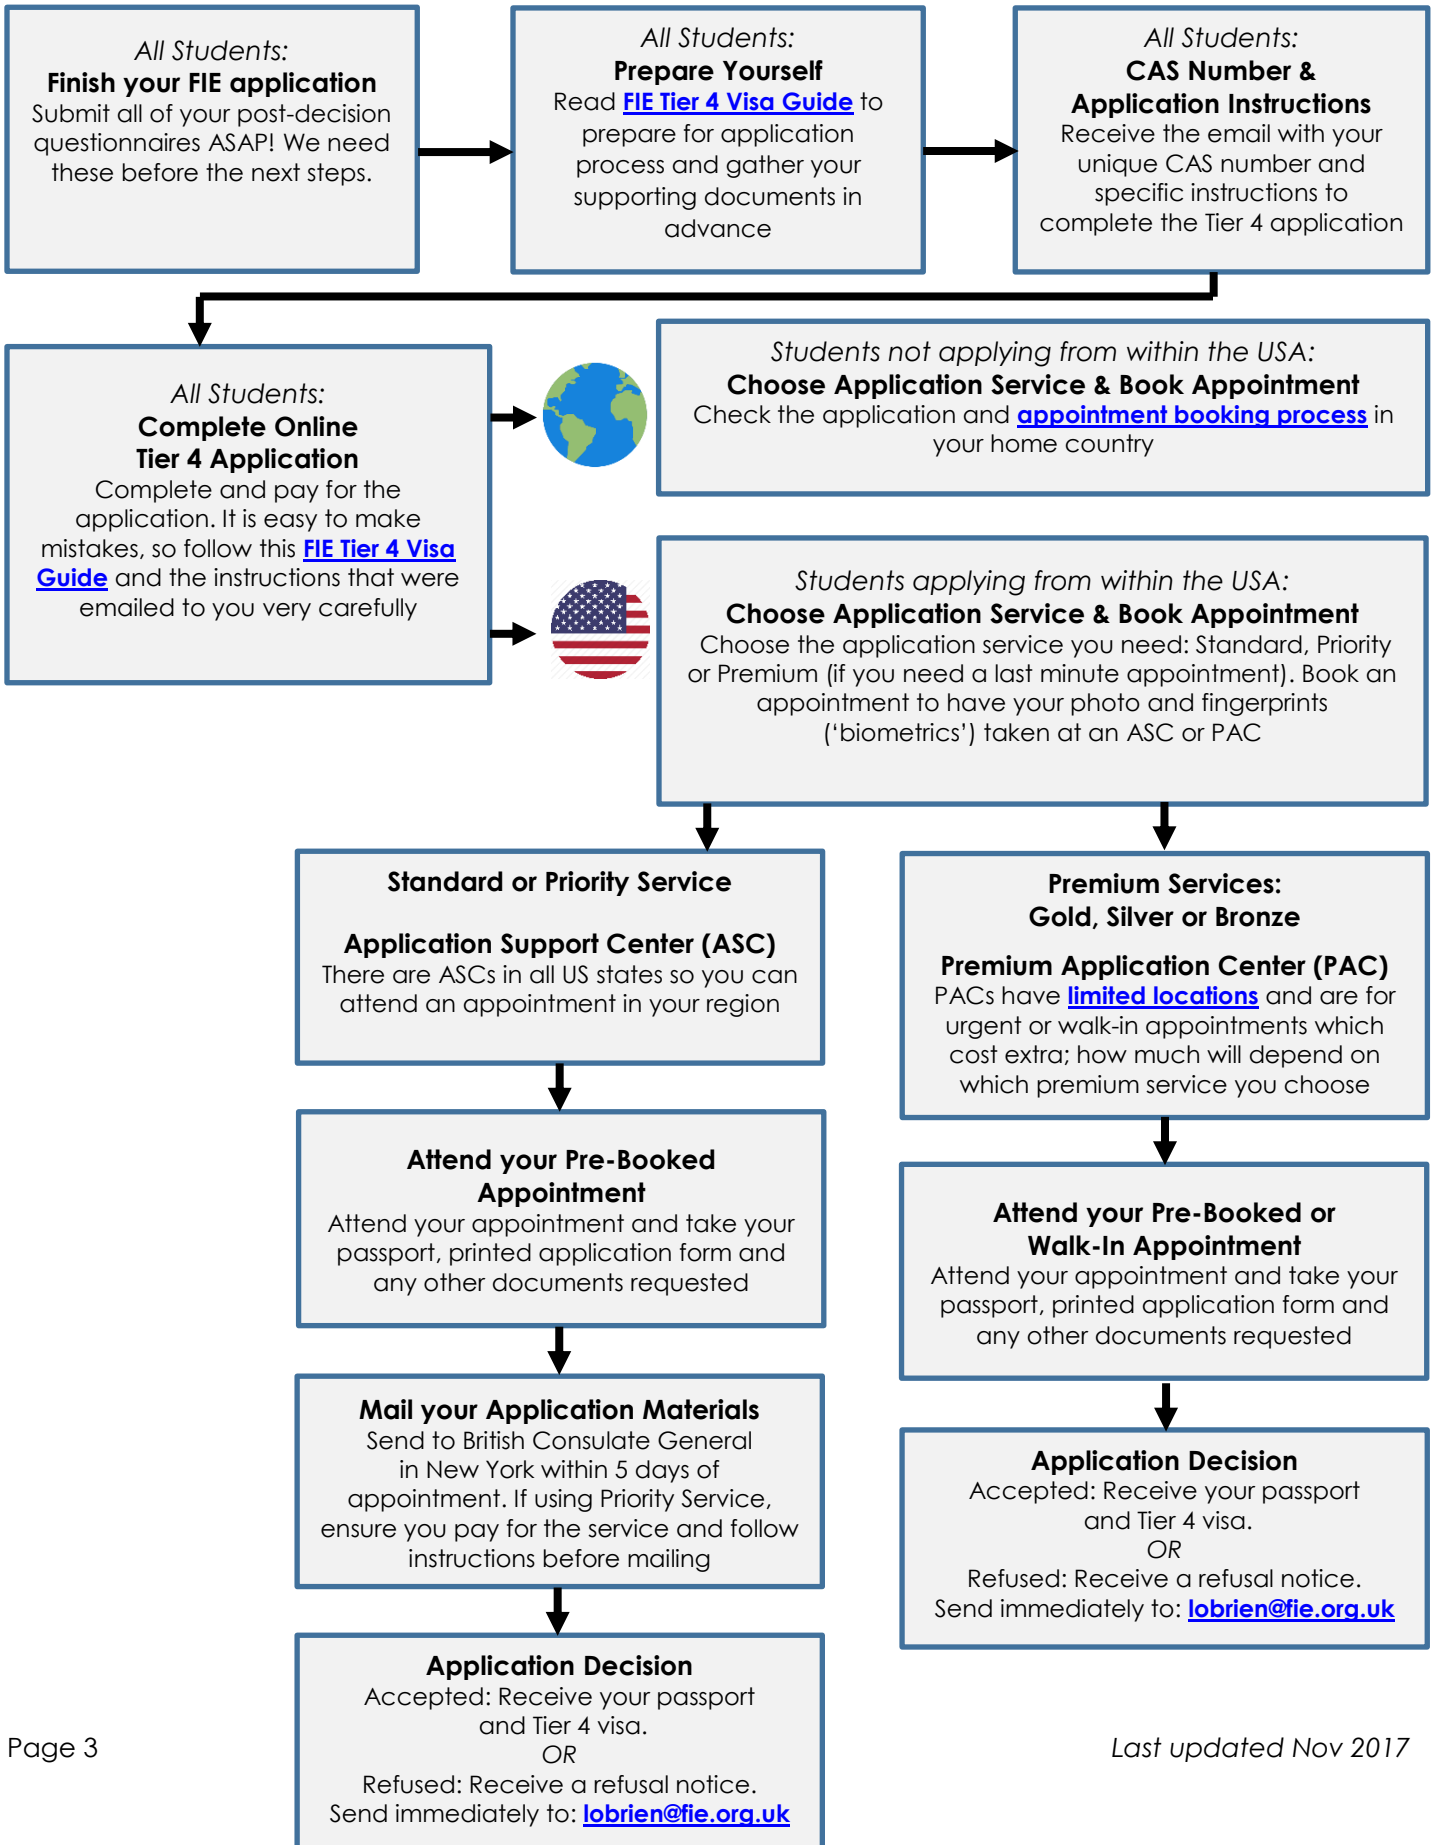 All Students:
Finish your FIE application
Submit all of your post-decision
questionnaires ASAP! We need
these before the next steps.
All Students:
Prepare Yourself
Read FIE Tier 4 Visa Guide to
prepare for application
process and gather your
supporting documents in
advance
All Students:
CAS Number &
Application Instructions
Receive the email with your
unique CAS number and
specific instructions to
complete the Tier 4 application
All Students:
Complete Online
Tier 4 Application
Complete and pay for the
application. It is easy to make
mistakes, so follow this FIE Tier 4 Visa
Guide and the instructions that were
emailed to you very carefully
Students not applying from within the USA:
Choose Application Service & Book Appointment
Check the application and appointment booking process in
your home country
Students applying from within the USA:
Choose Application Service & Book Appointment
Choose the application service you need: Standard, Priority
or Premium (if you need a last minute appointment). Book an
appointment to have your photo and fingerprints
(‘biometrics’) taken at an ASC or PAC
Standard or Priority Service
Application Support Center (ASC)
There are ASCs in all US states so you can
attend an appointment in your region
Premium Services:
Gold, Silver or Bronze
Premium Application Center (PAC)
PACs have limited locations and are for
urgent or walk-in appointments which
cost extra; how much will depend on
which premium service you choose
Attend your Pre-Booked
Appointment
Attend your appointment and take your
passport, printed application form and
any other documents requested
Attend your Pre-Booked or
Walk-In Appointment
Attend your appointment and take your
passport, printed application form and
any other documents requested
Mail your Application Materials
Send to British Consulate General
in New York within 5 days of
appointment. If using Priority Service,
ensure you pay for the service and follow
instructions before mailing
Application Decision
Accepted: Receive your passport
and Tier 4 visa.
OR
Refused: Receive a refusal notice.
Send immediately to: lobrien@fie.org.uk
Application Decision
Accepted: Receive your passport
and Tier 4 visa.
OR
Refused: Receive a refusal notice.
Send immediately to: lobrien@fie.org.uk
Page 3
Last updated Nov 2017